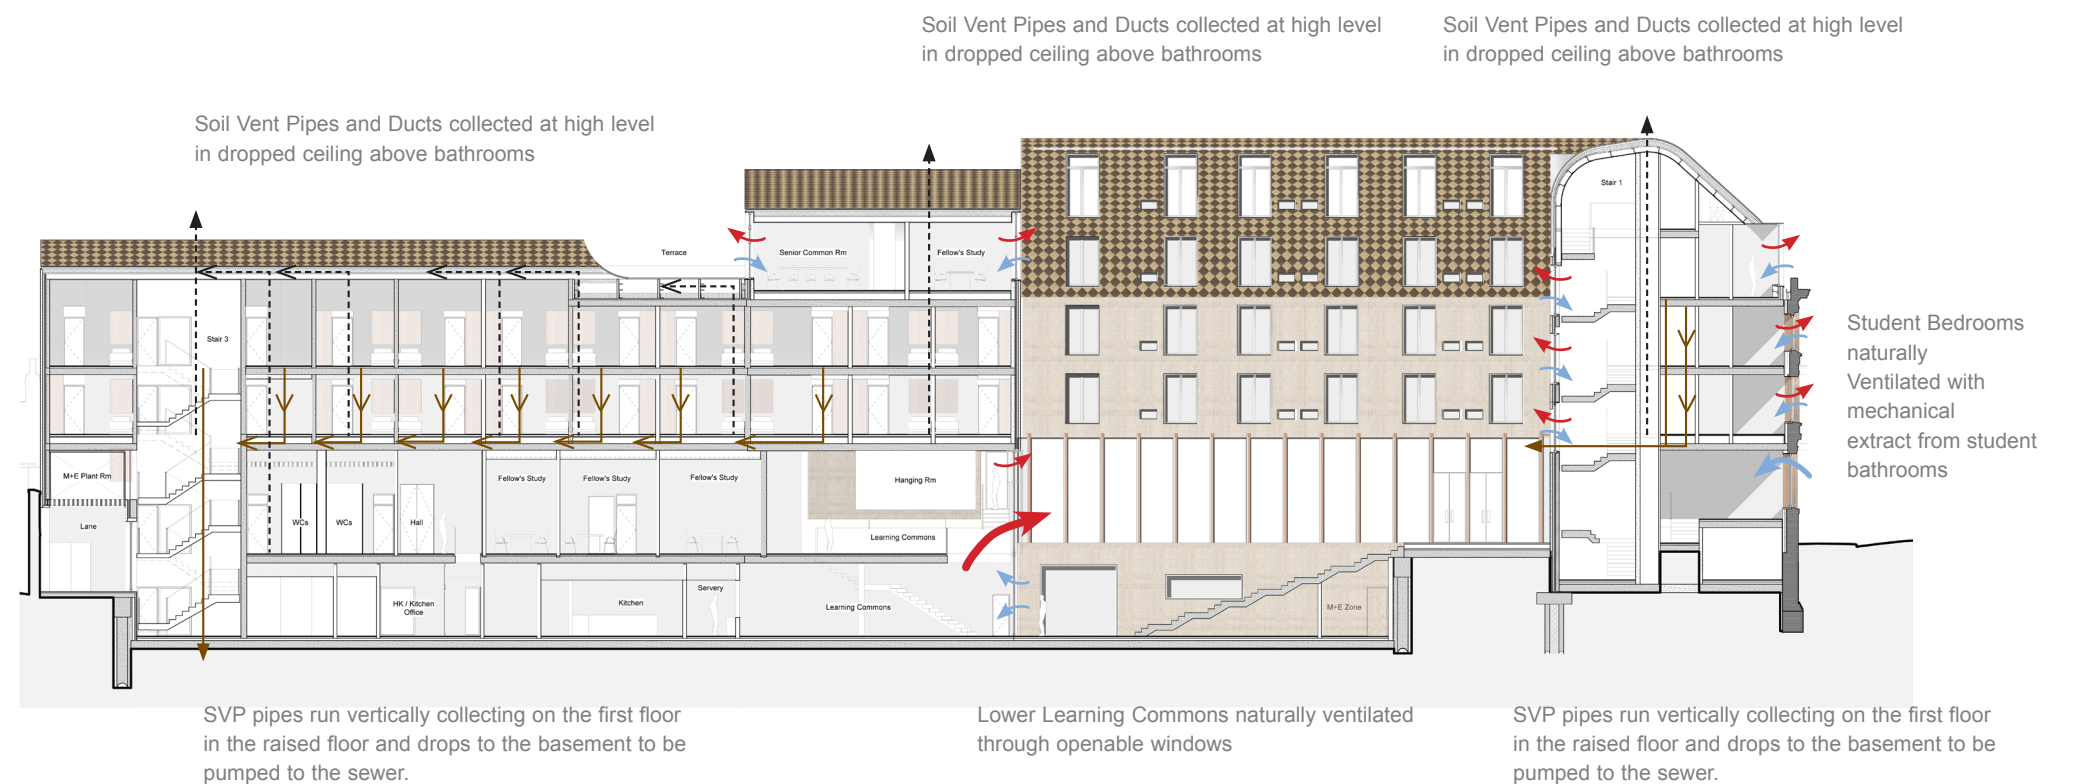 Soil Vent Pipes and Ducts collected at high level
in dropped ceiling above bathrooms
Soil Vent Pipes and Ducts collected at high level
in dropped ceiling above bathrooms
Soil Vent Pipes and Ducts collected at high level
in dropped ceiling above bathrooms
Stair 1
Terrace
Senior Common Rm
Fellow's Study
Stair 3
Student Bedrooms
naturally
Ventilated with
mechanical
extract from student
bathrooms
M+E Plant Rm
Fellow's Study
Fellow's Study
Fellow's Study
Hanging Rm
Lane
WCs
WCs
Hall
Learning Commons
Servery
HK / Kitchen
Office
Kitchen
Learning Commons
M+E Zone
SVP pipes run vertically collecting on the first floor
in the raised floor and drops to the basement to be
pumped to the sewer.
Lower Learning Commons naturally ventilated
through openable windows
SVP pipes run vertically collecting on the first floor
in the raised floor and drops to the basement to be
pumped to the sewer.